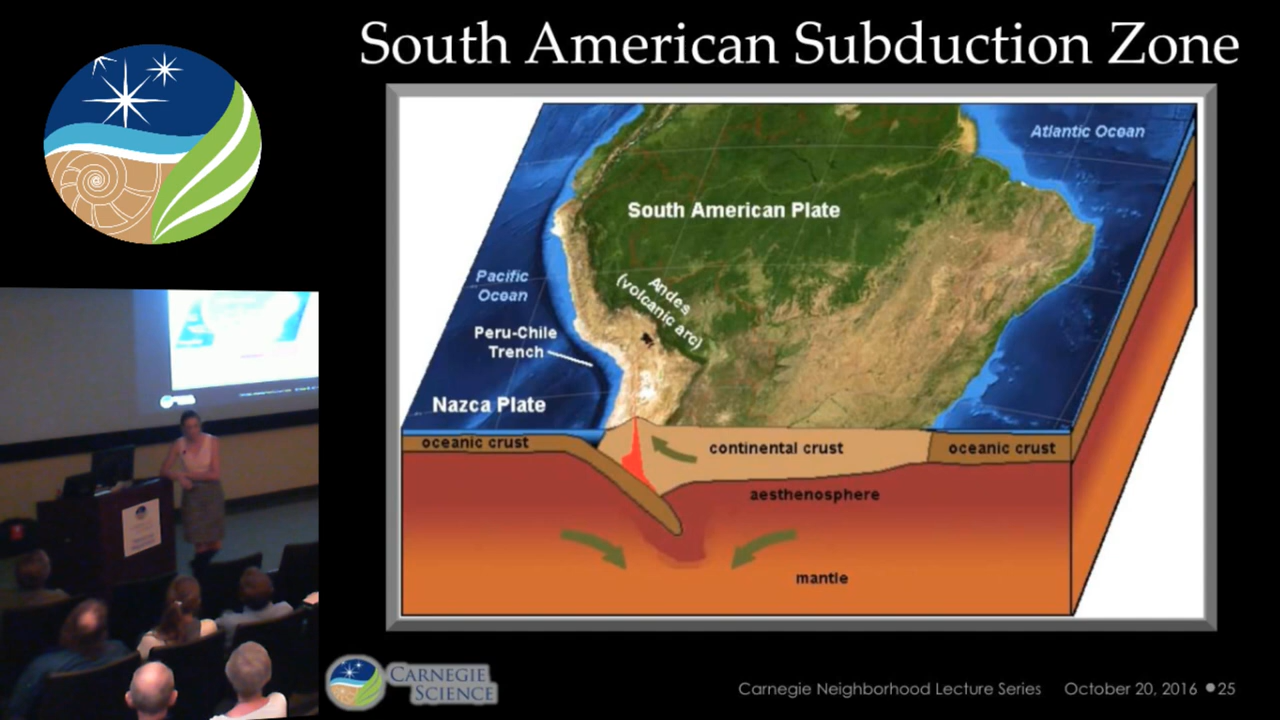 South American Subduction Zone
Atlantic Ocean
South American Plate
Pacific
Ocean
Andes
(volcanic arc)
Peru-Chile
Trench
Nazca Plate
oceanic crust
continental crust
oceanic crust
aesthenosphere
mantle
CARNEGIE
SCIENCE
Carnegie Neighborhood Lecture Series October 20, 2016 25